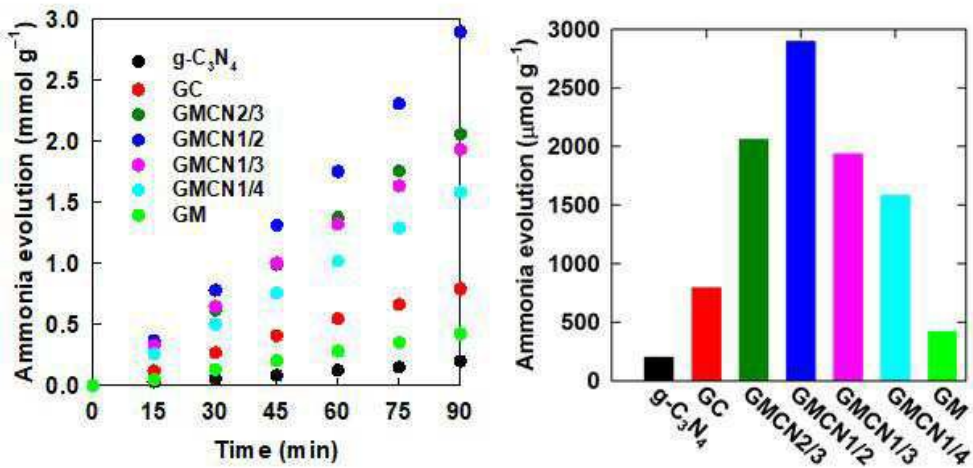 Ammonia evolution (mmol g⁻¹)
3.0
2.5
2.0
1.5
1.0
0.5
0.0
g-C₃N₄
GC
GMCN2/3
GMCN1/2
GMCN1/3
GMCN1/4
GM
0 15 30 45 60 75 90
Time (min)
Ammonia evolution (μmol g⁻¹)
3000
2500
2000
1500
1000
500
0
g-C₃N₄
GC
GMCN2/3
GMCN1/2
GMCN1/3
GMCN1/4
GM